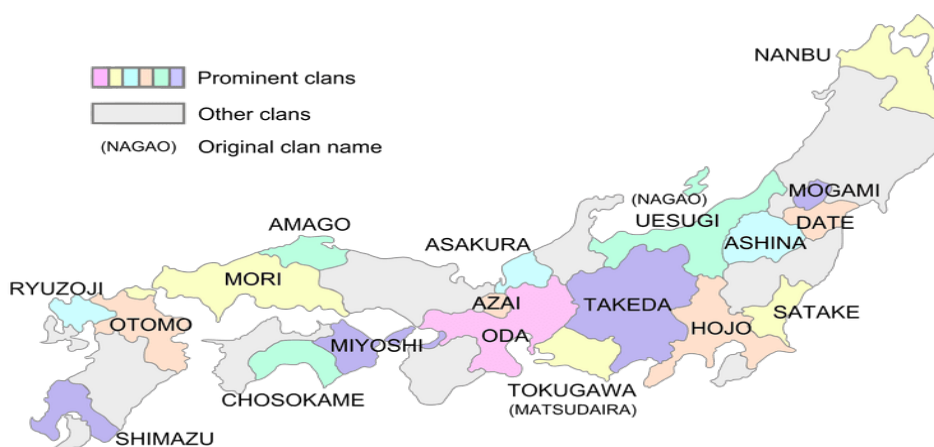 Prominent clans
Other clans
(NAGAO) Original clan name
NANBU
MOGAMI
(NAGAO)
UESUGI
DATE
AMAGO
ASAKURA
ASHINA
MORI
RYUZOJI
AZAI
TAKEDA
SATAKE
OTOMO
ODA
HOJO
MIYOSHI
TOKUGAWA
(MATSUDAIRA)
CHOSOKAME
SHIMAZU